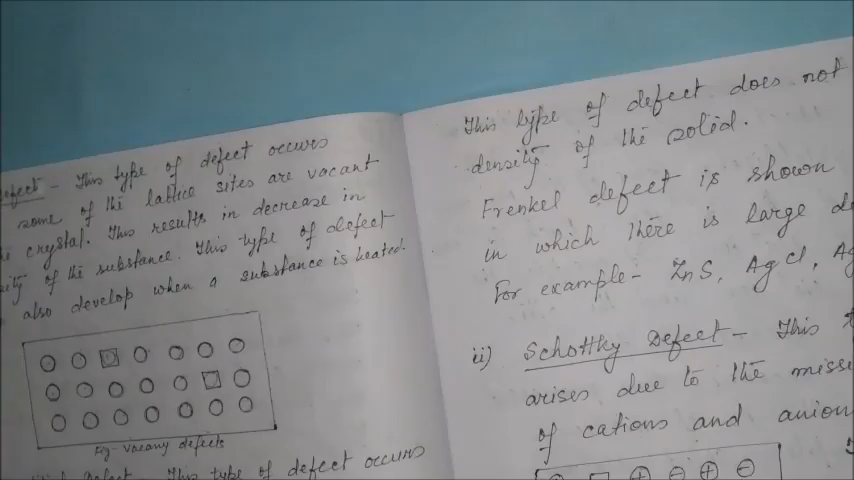 defect - This type of defect occurs
some of the lattice sites are vacant
crystal. This results in decrease in
of the substance. This type of defect
also develop when a substance is heated.
Fig- vacany defects
defect - This type of defect occurs
This type of defect does not
density of the solid.
Frenkel defect is shown
in which there is large
For example - ZnS, AgCl,
ii) Schottky Defect - This
arises due to the
of cations and